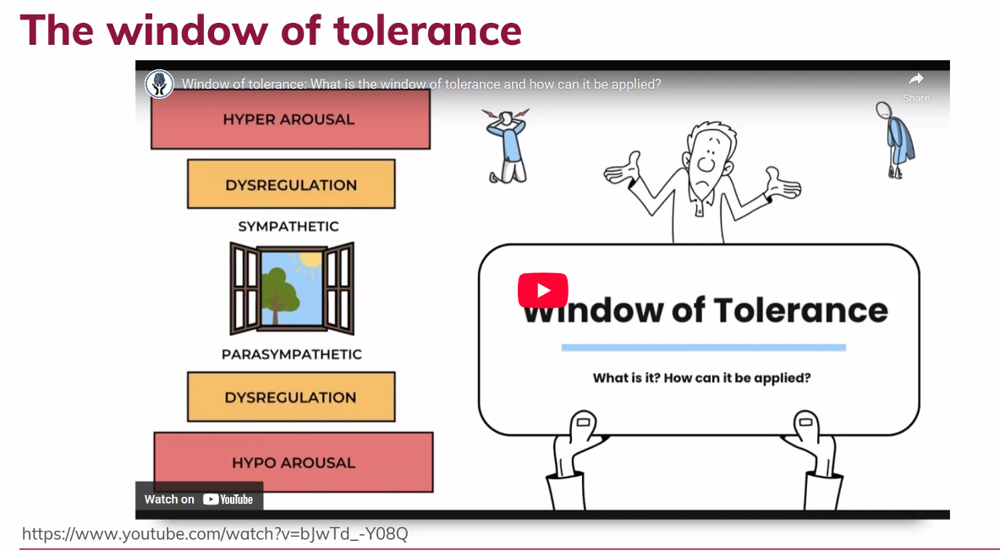 The window of tolerance
Window of tolerance: What is the window of tolerance and how can it be applied?
Share
HYPER AROUSAL
DYSREGULATION
SYMPATHETIC
PARASYMPATHETIC
DYSREGULATION
HYPO AROUSAL
Window of Tolerance
What is it? How can it be applied?
Watch on YouTube
https://www.youtube.com/watch?v=bJwTd_-Y08Q